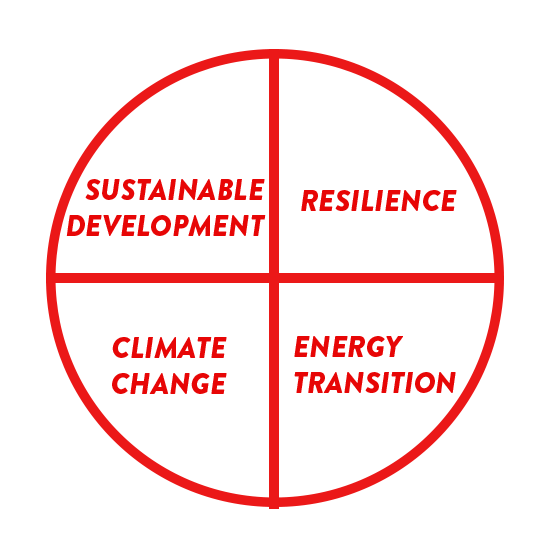 SUSTAINABLE
DEVELOPMENT
RESILIENCE
CLIMATE
CHANGE
ENERGY
TRANSITION